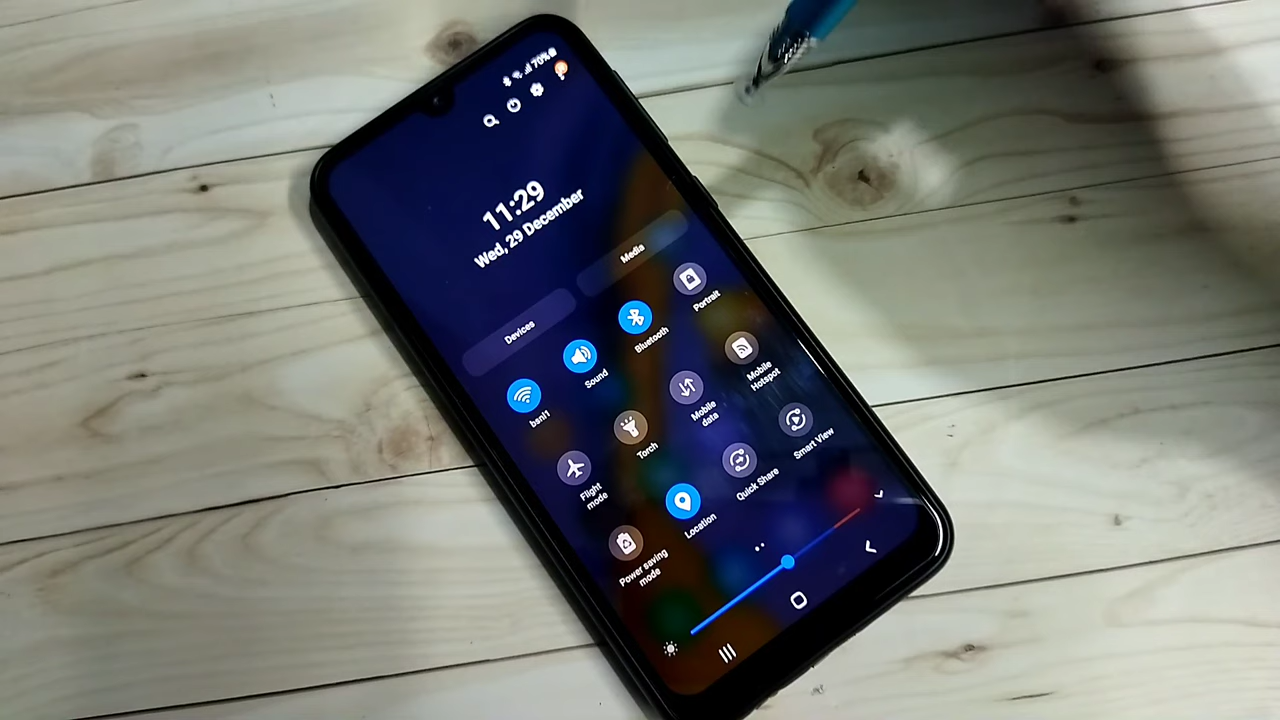 70%
11:29
Wed, 29 December
Devices
Media
bsnl1
Sound
Bluetooth
Portrait
Flight
mode
Torch
Mobile
data
Mobile
Hotspot
Power saving
mode
Location
Quick Share
Smart View